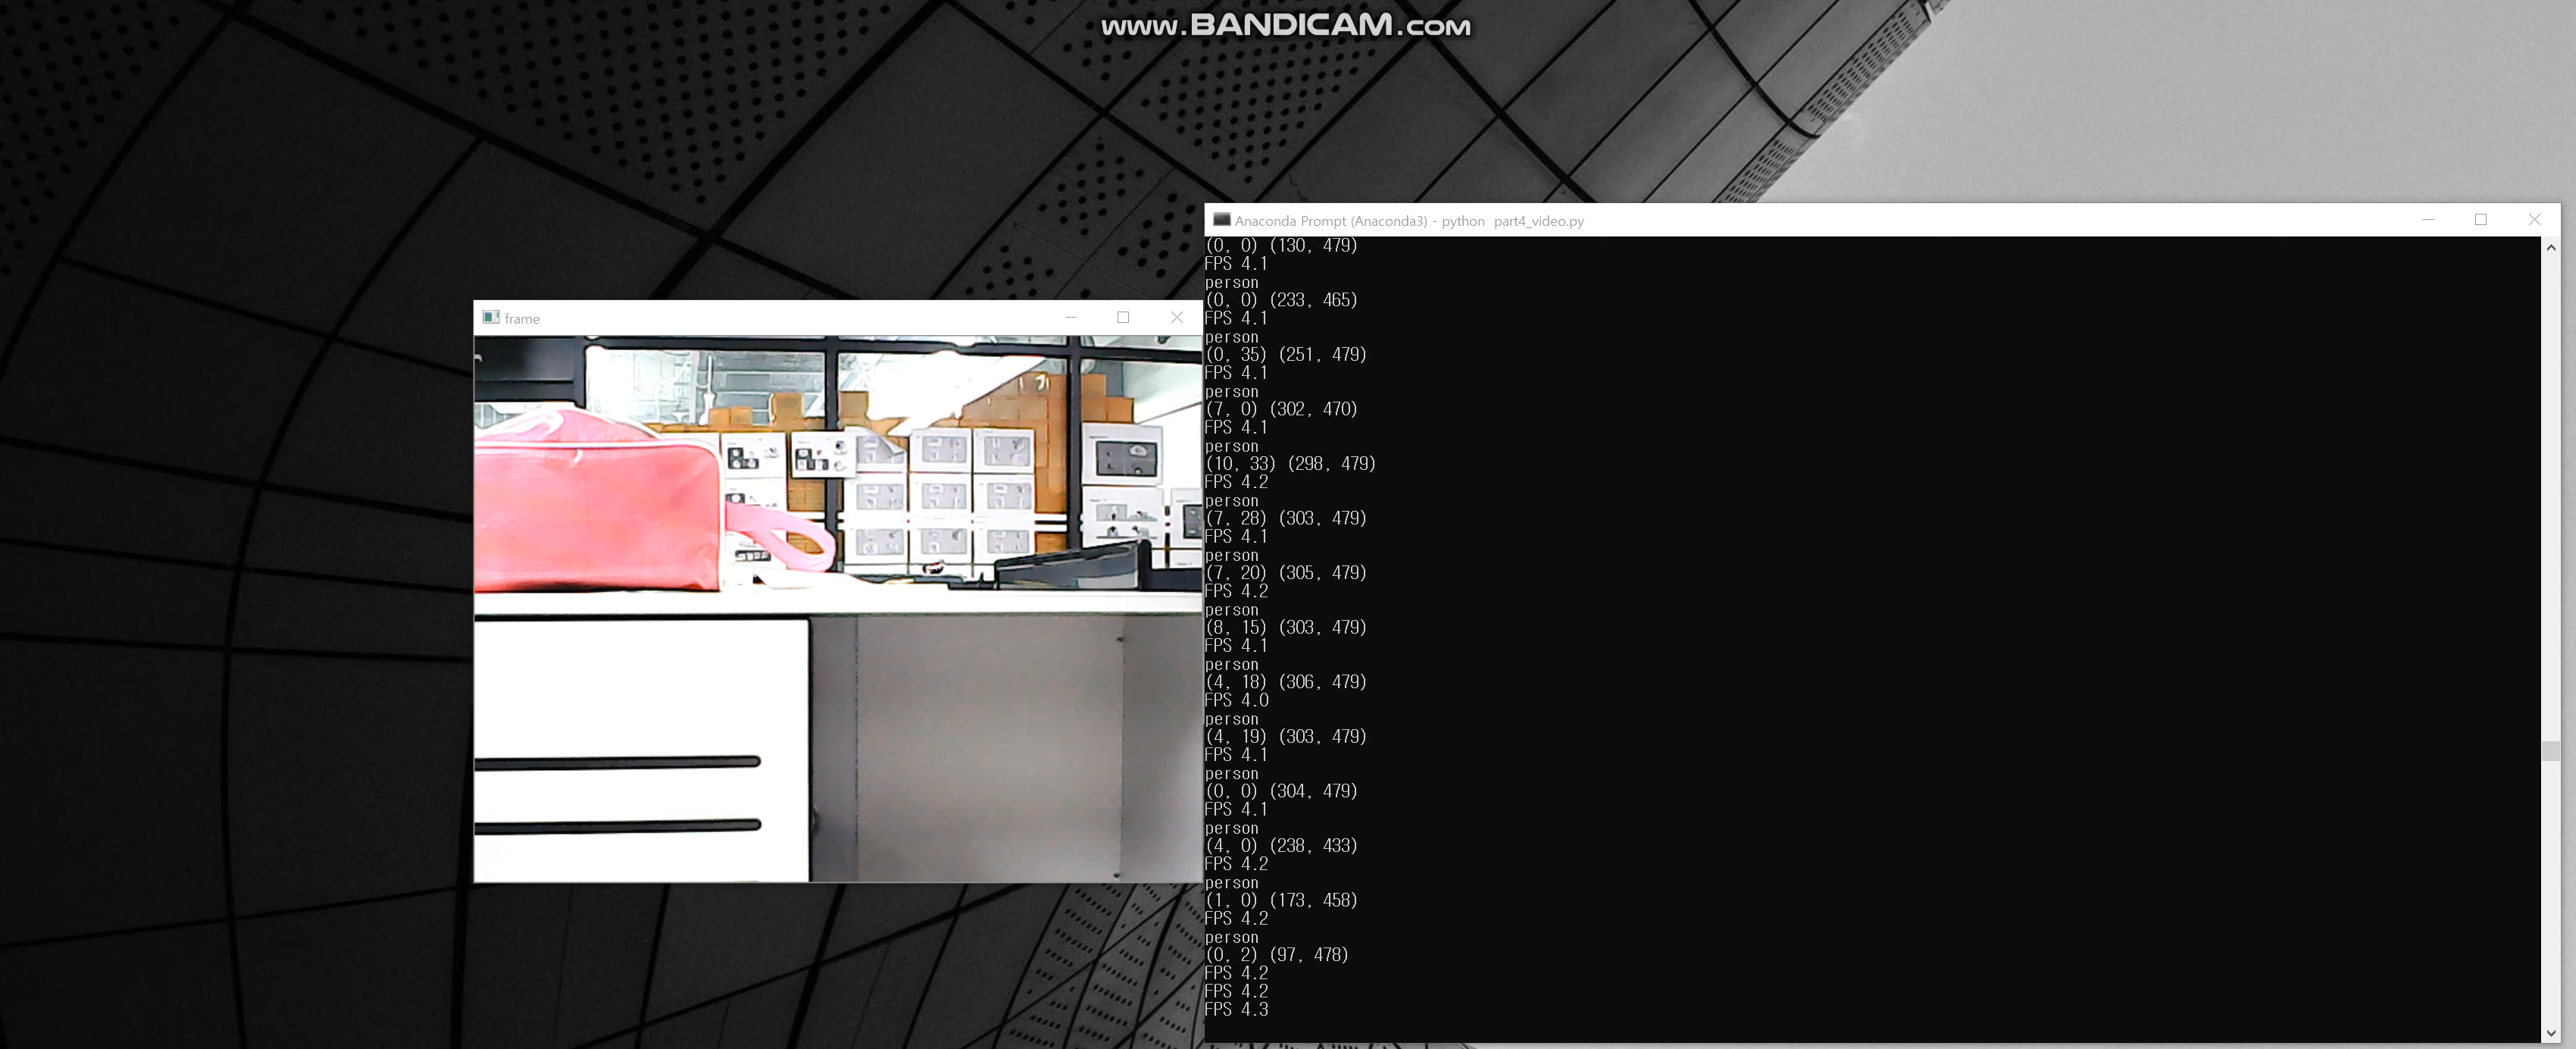 www.BANDICAM.com
Anaconda Prompt (Anaconda3) - python  part4_video.py
(0, 0) (130, 479)
FPS 4.1
person
(0, 0) (233, 465)
FPS 4.1
person
(0, 35) (251, 479)
FPS 4.1
person
(7, 0) (302, 470)
FPS 4.1
person
(10, 33) (298, 479)
FPS 4.2
person
(7, 28) (303, 479)
FPS 4.1
person
(7, 20) (305, 479)
FPS 4.2
person
(8, 15) (303, 479)
FPS 4.1
person
(4, 18) (306, 479)
FPS 4.0
person
(4, 19) (303, 479)
FPS 4.1
person
(0, 0) (304, 479)
FPS 4.1
person
(4, 0) (238, 433)
FPS 4.2
person
(1, 0) (173, 458)
FPS 4.2
person
(0, 2) (97, 478)
FPS 4.2
FPS 4.2
FPS 4.3
frame